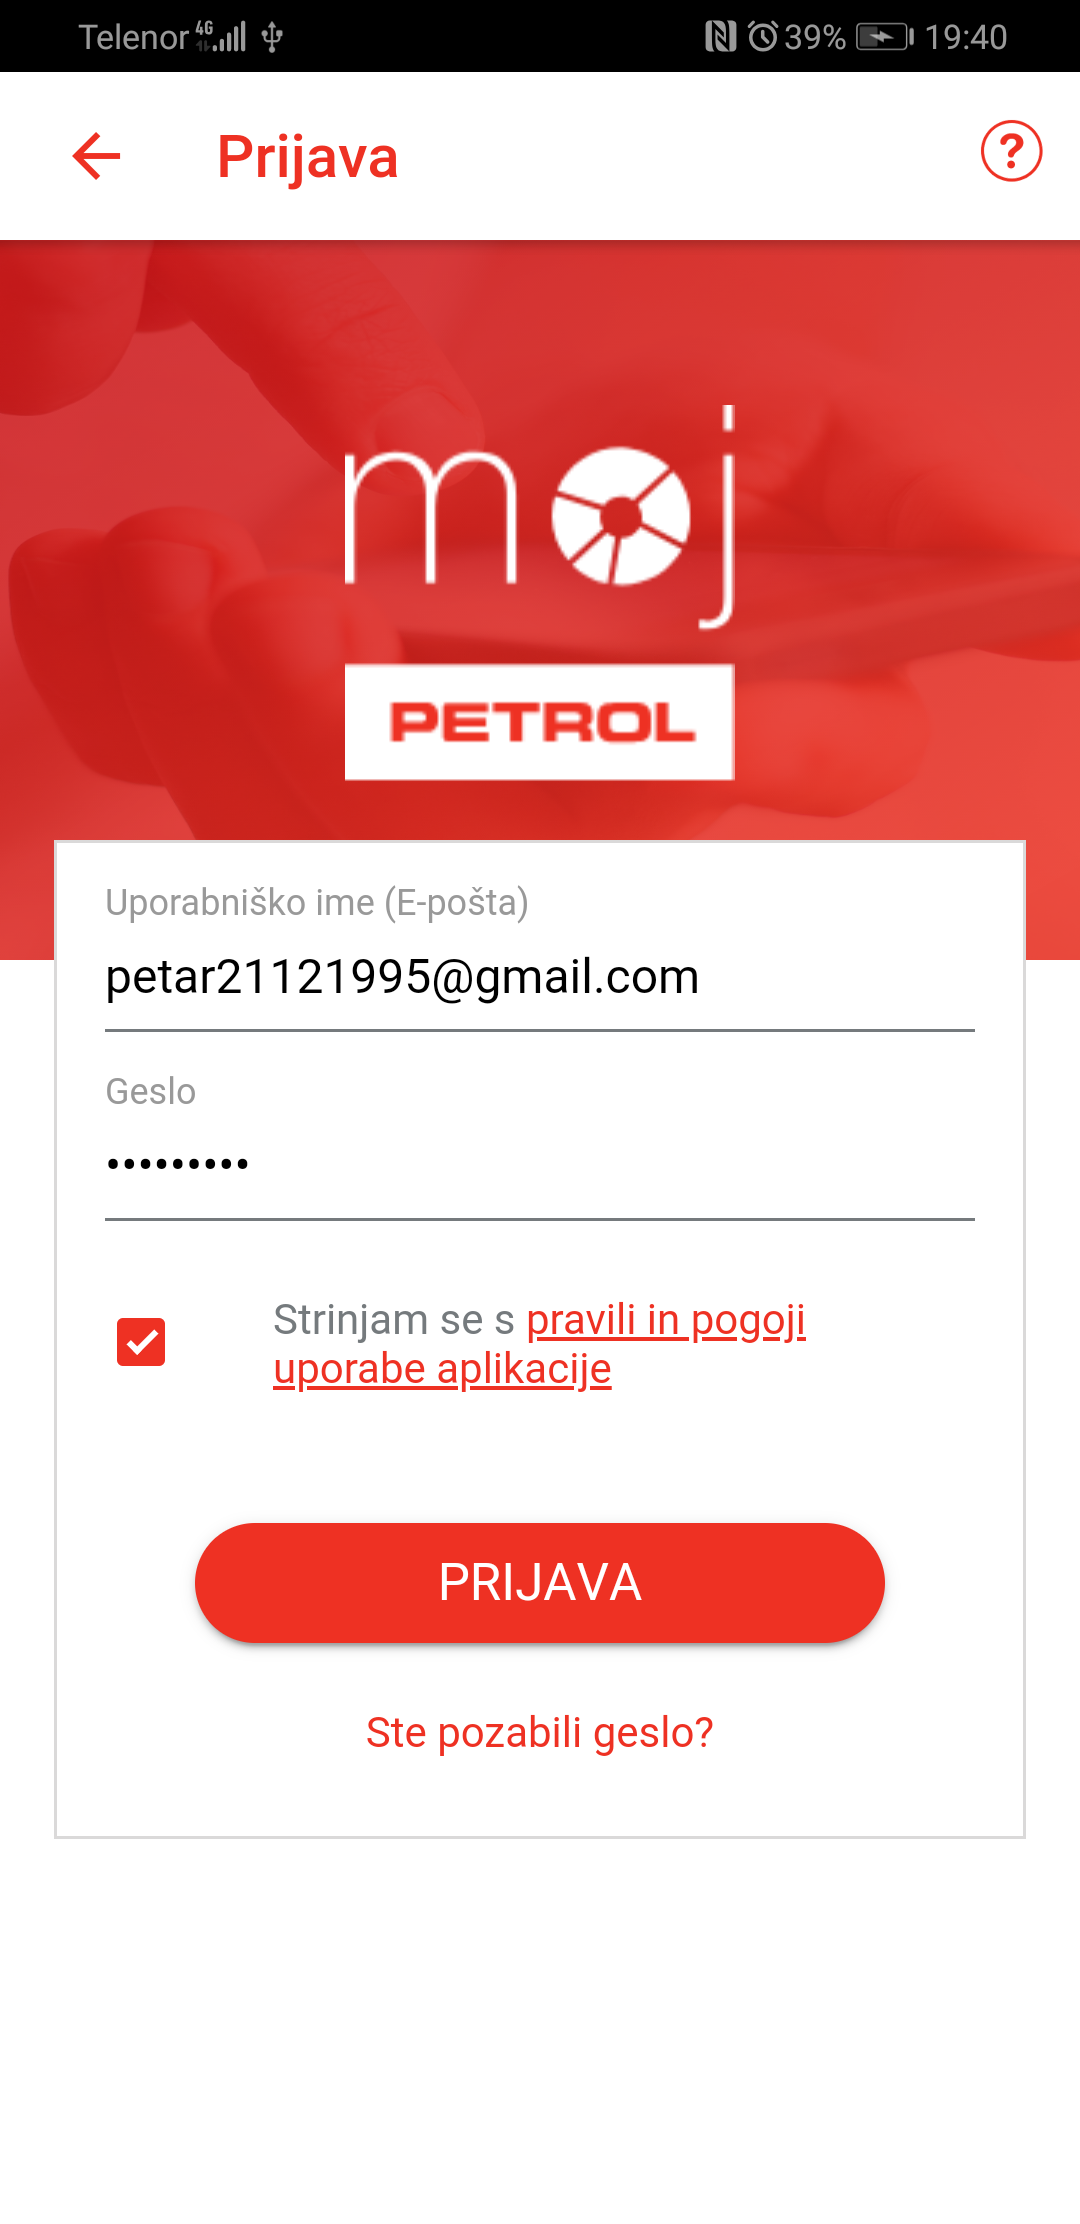 Telenor 4G 39% 19:40
Prijava ?
moj
PETROL
Uporabniško ime (E-pošta)
petar21121995@gmail.com
Geslo
•••••••••
Strinjam se s pravili in pogoji
uporabe aplikacije
PRIJAVA
Ste pozabili geslo?